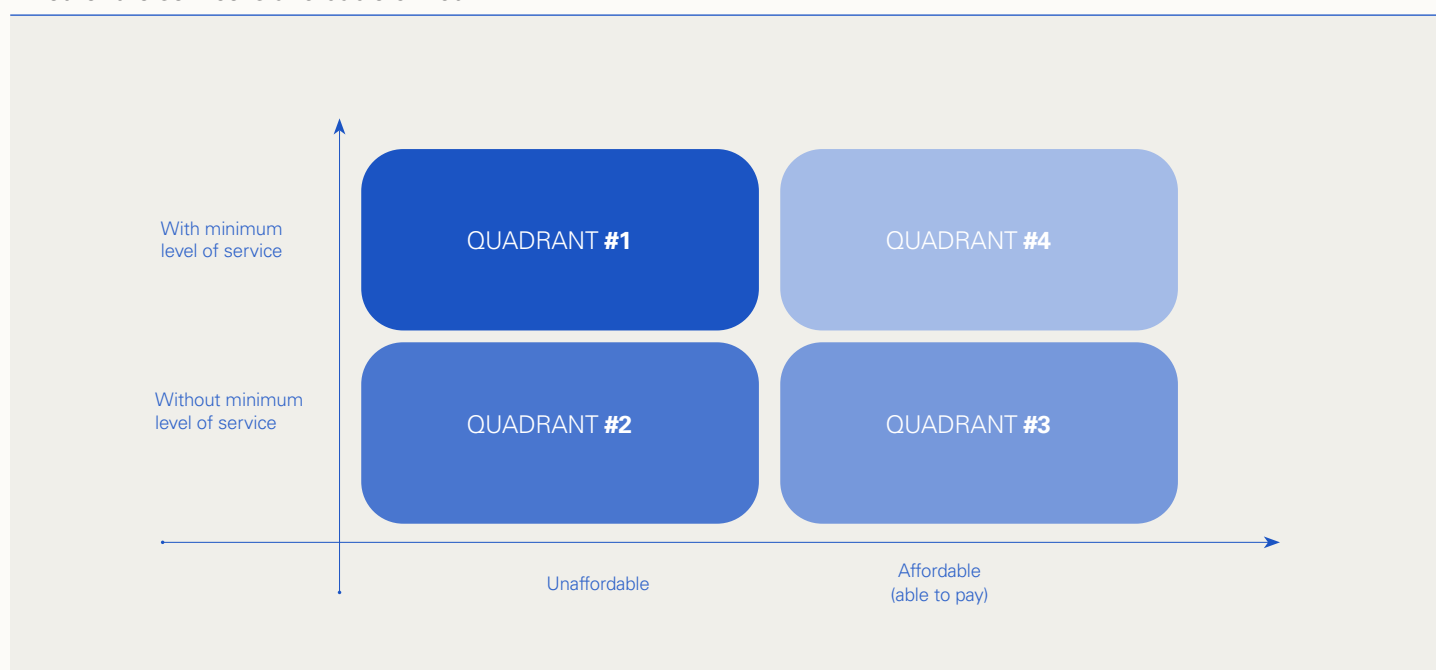 With minimum
level of service
QUADRANT #1
QUADRANT #4
Without minimum
level of service
QUADRANT #2
QUADRANT #3
Unaffordable
Affordable
(able to pay)